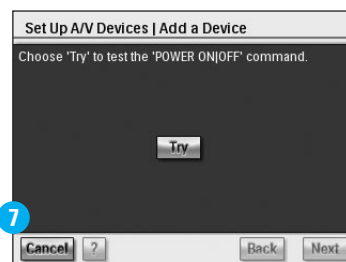 Set Up A/V Devices | Add a Device
Choose 'Try' to test the 'POWER ON|OFF' command.
Try
7
Cancel ? Back Next